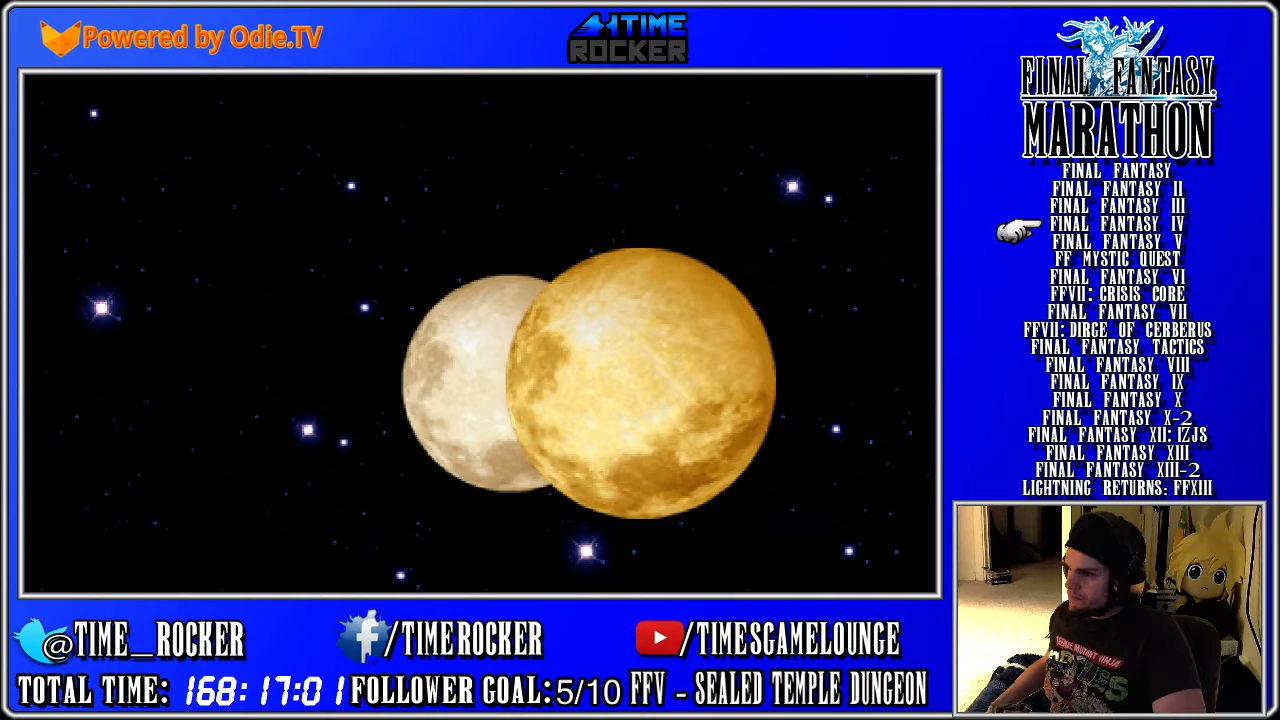 Powered by Odie.TV
TIME
ROCKER
FINAL FANTASY
MARATHON
FINAL FANTASY
FINAL FANTASY II
FINAL FANTASY III
FINAL FANTASY IV
FINAL FANTASY V
FF MYSTIC QUEST
FINAL FANTASY VI
FFVII: CRISIS CORE
FINAL FANTASY VII
FFVII: DIRGE OF CERBERUS
FINAL FANTASY TACTICS
FINAL FANTASY VIII
FINAL FANTASY IX
FINAL FANTASY X
FINAL FANTASY X-2
FINAL FANTASY XII: IZJS
FINAL FANTASY XIII
FINAL FANTASY XIII-2
LIGHTNING RETURNS: FFXIII
@TIME_ROCKER
/TIMEROCKER
/TIMESGAMELOUNGE
TOTAL TIME: 168:17:01
FOLLOWER GOAL: 5/10
FFV - SEALED TEMPLE DUNGEON